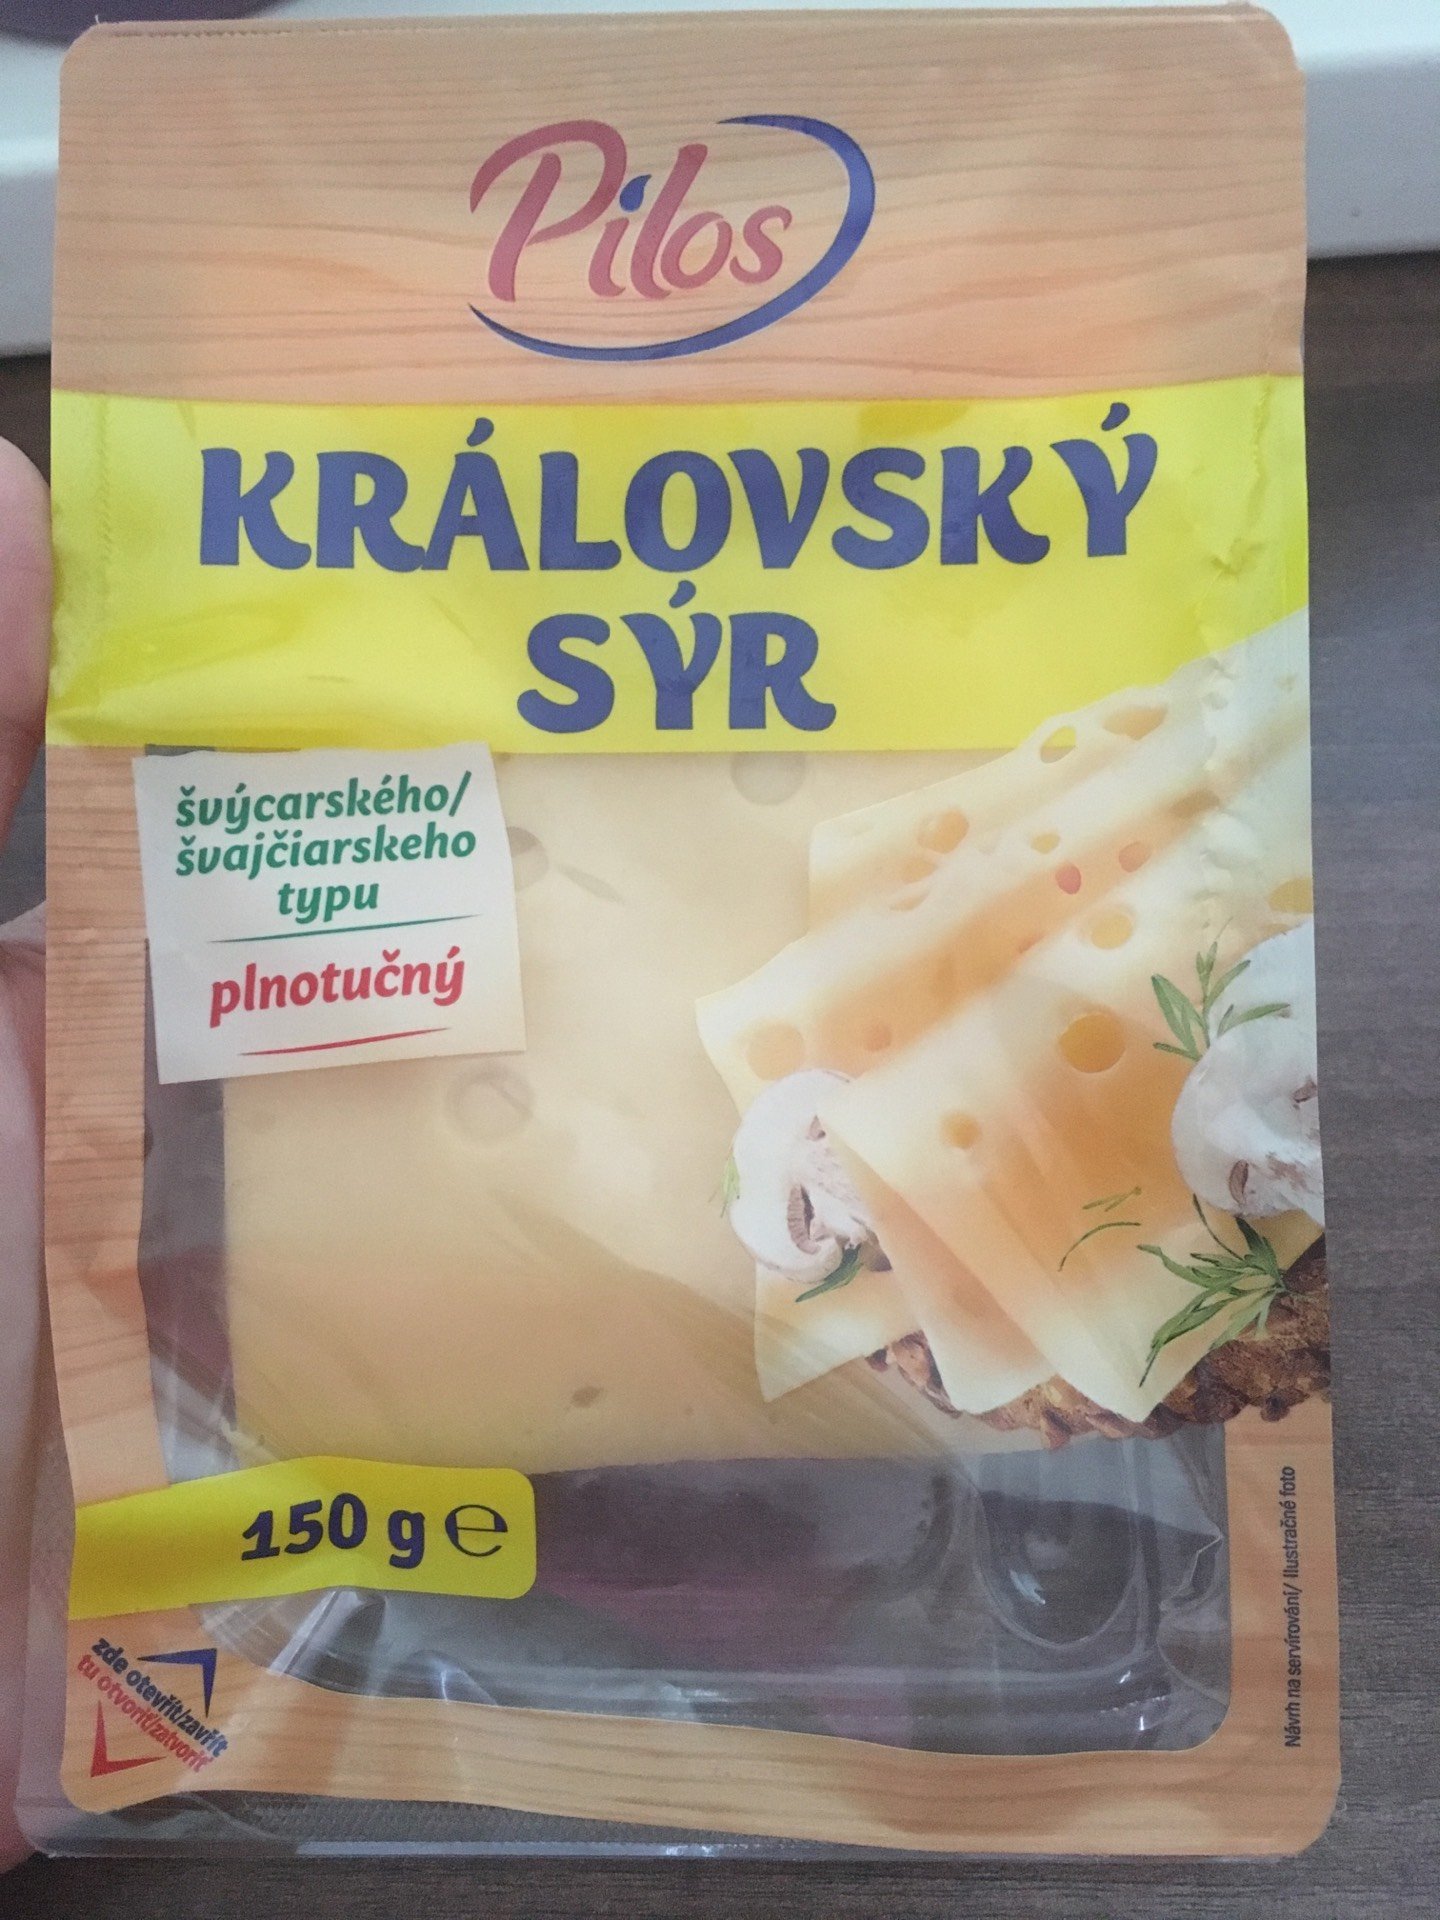 Pilos
KRÁLOVSKÝ
SÝR
švýcarského/
švajčiarskeho
typu
plnotučný
150 g ℮
zde otevřít/zavřít
tu otvoriť/zatvoriť
Návrh na servírování/ Ilustračné foto